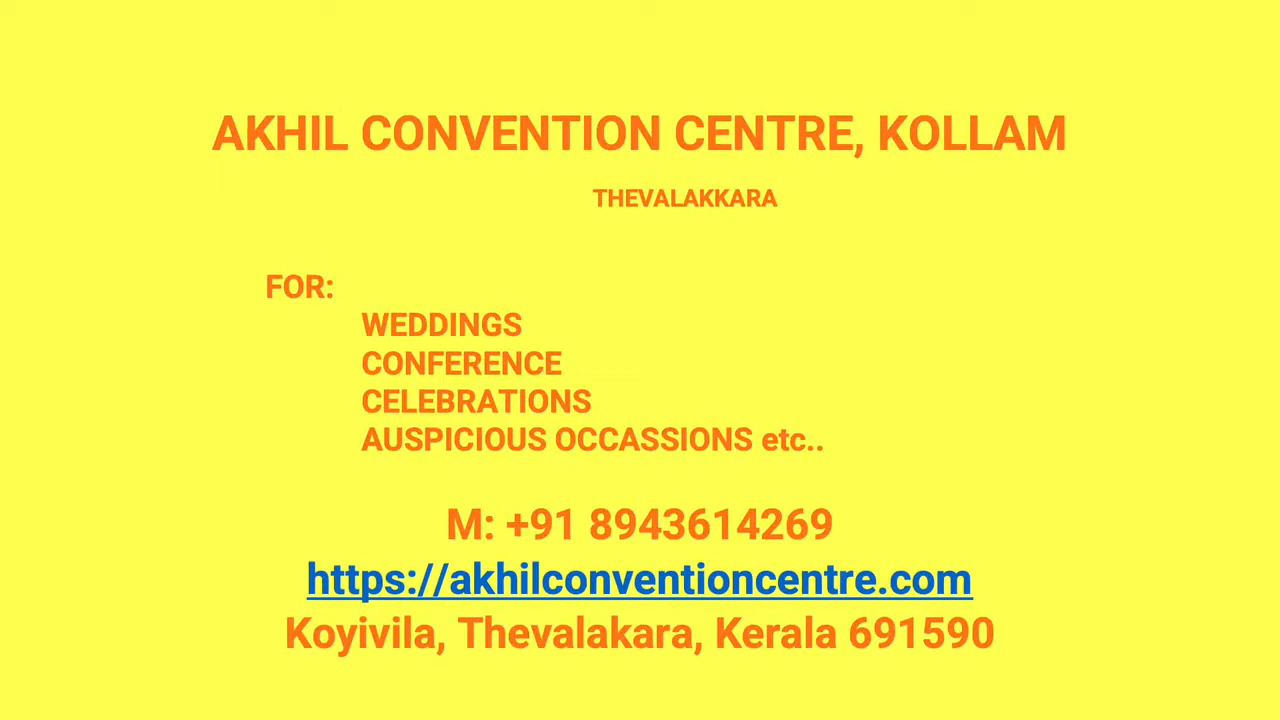 AKHIL CONVENTION CENTRE, KOLLAM
THEVALAKKARA
FOR:
WEDDINGS
CONFERENCE
CELEBRATIONS
AUSPICIOUS OCCASSIONS etc..
M: +91 8943614269
https://akhilconventioncentre.com
Koyivila, Thevalakara, Kerala 691590